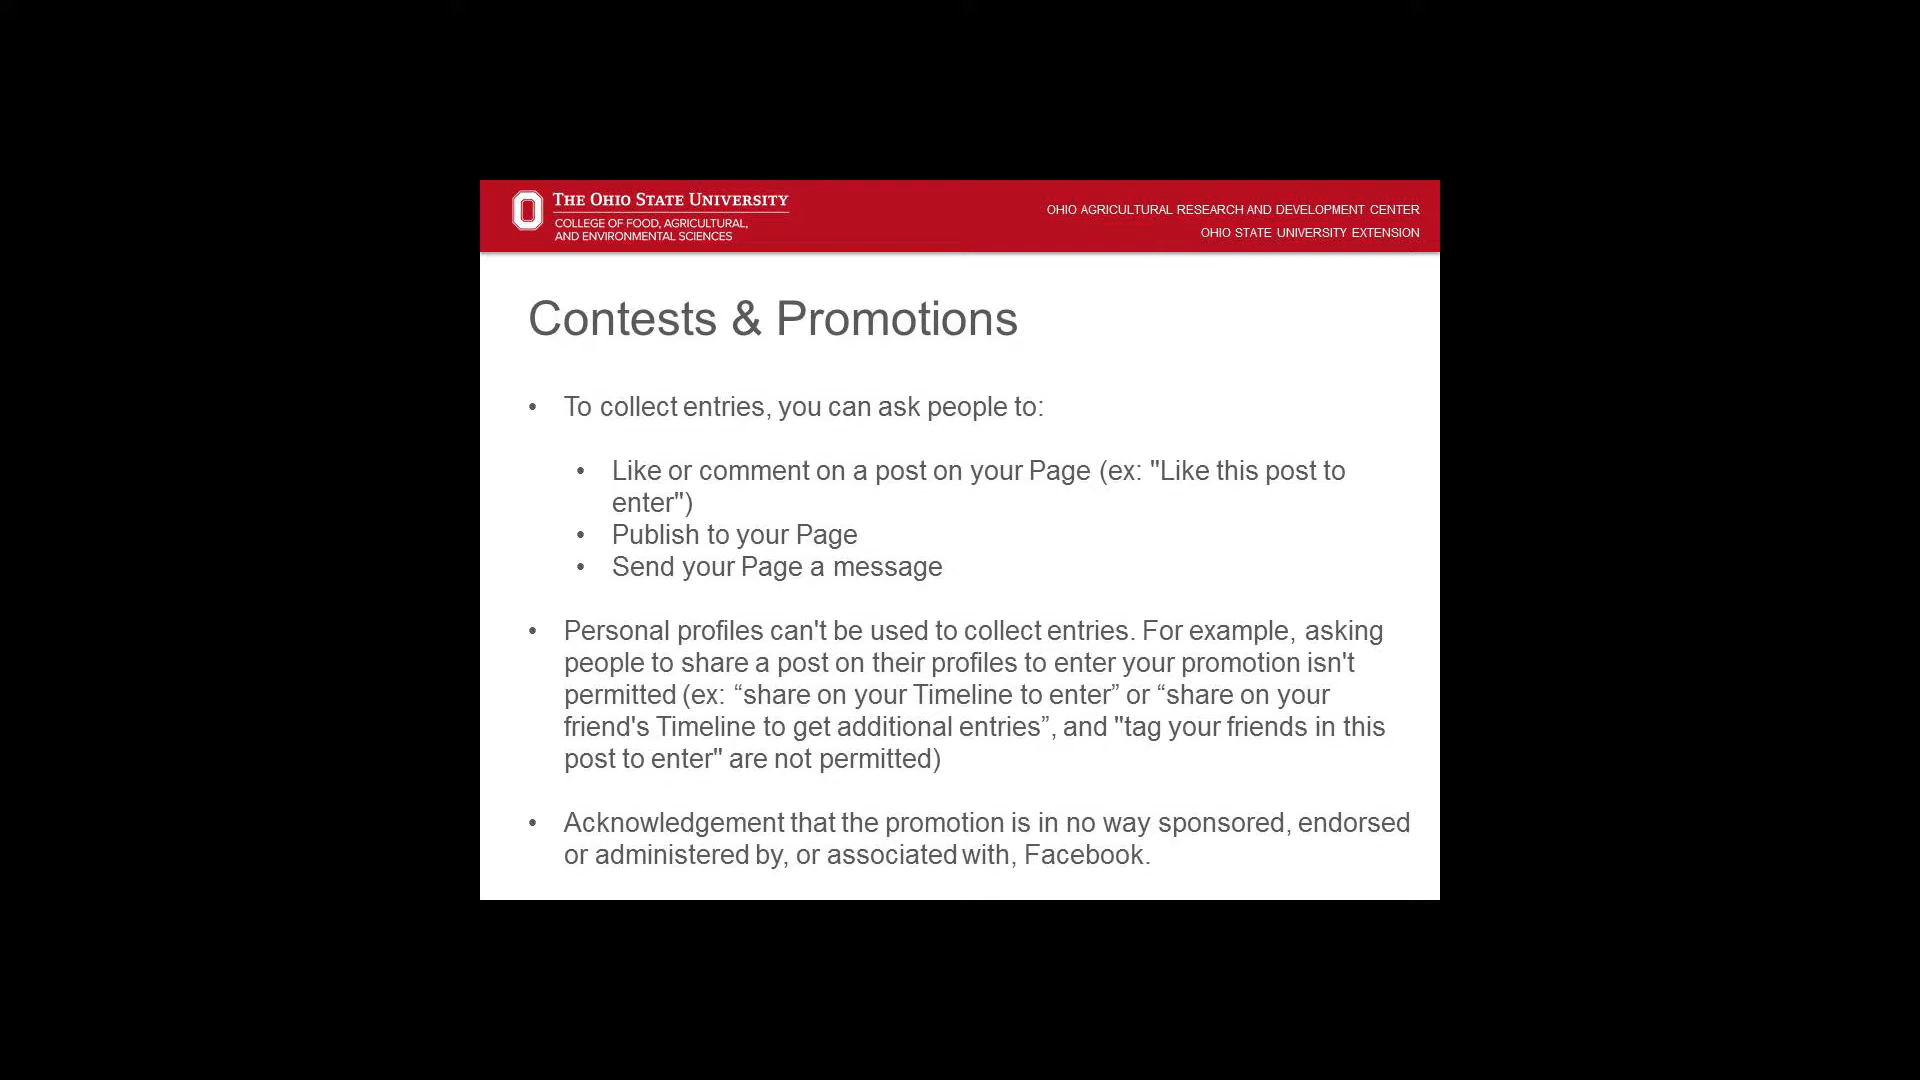 THE OHIO STATE UNIVERSITY
COLLEGE OF FOOD, AGRICULTURAL,
AND ENVIRONMENTAL SCIENCES
OHIO AGRICULTURAL RESEARCH AND DEVELOPMENT CENTER
OHIO STATE UNIVERSITY EXTENSION
Contests & Promotions
• To collect entries, you can ask people to:
• Like or comment on a post on your Page (ex: "Like this post to
enter")
• Publish to your Page
• Send your Page a message
• Personal profiles can't be used to collect entries. For example, asking
people to share a post on their profiles to enter your promotion isn't
permitted (ex: “share on your Timeline to enter” or “share on your
friend's Timeline to get additional entries”, and "tag your friends in this
post to enter" are not permitted)
• Acknowledgement that the promotion is in no way sponsored, endorsed
or administered by, or associated with, Facebook.